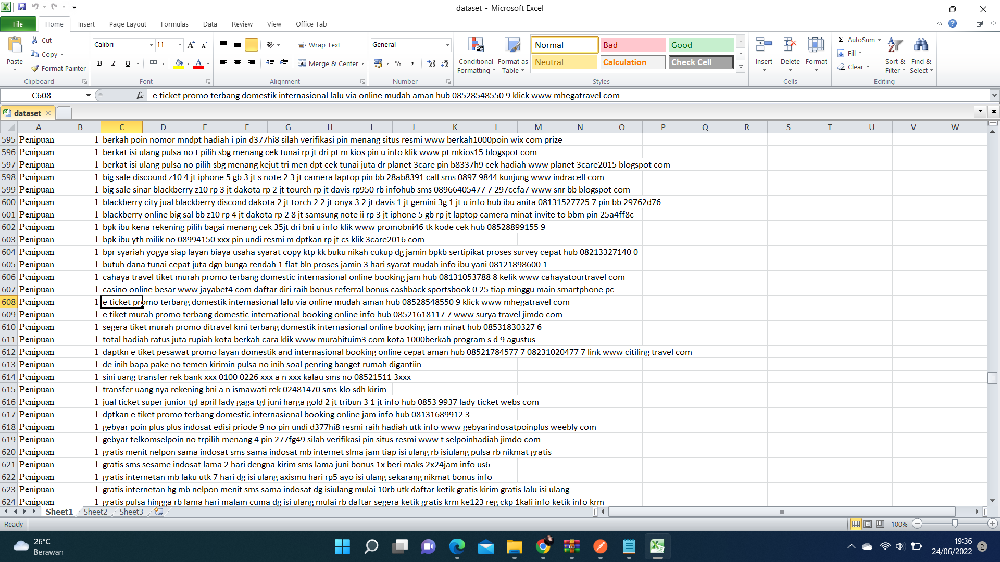 dataset - Microsoft Excel
File Home Insert Page Layout Formulas Data Review View Office Tab
Paste
Cut
Copy
Format Painter
Clipboard
Calibri 11
B I U
Font
Wrap Text
Merge & Center
Alignment
General
% ,
Number
Conditional Formatting
Format as Table
Normal Bad Good
Neutral Calculation Check Cell
Styles
Insert Delete Format
Cells
Σ AutoSum
Fill
Clear
Sort & Filter
Find & Select
Editing
C608 fx e ticket promo terbang domestik internasional lalu via online mudah aman hub 08528548550 9 klick www mhegatravel com
dataset
A B C D E F G H I J K L M N O P Q R S T U V W
595 Penipuan 1 berkah poin nomor mndpt hadiah i pin d377hi8 silah verifikasi pin menang situs resmi www berkah1000poin wix com prize
596 Penipuan 1 berkat isi ulang pulsa no t pilih sbg menang cek tunai rp jt dri pt m kios pin u info klik www pt mkios15 blogspot com
597 Penipuan 1 berkat isi ulang pulsa no pilih sbg menang kejut tri men dpt cek tunai juta dr planet 3care pin b8337h9 cek hadiah www planet 3care2015 blogspot com
598 Penipuan 1 big sale discound z10 4 jt iphone 5 gb 3 jt s note 2 3 jt camera laptop pin bb 28ab8391 call sms 0897 9844 kunjung www indracell com
599 Penipuan 1 big sale sinar blackberry z10 rp 3 jt dakota rp 2 jt tourch rp jt davis rp950 rb infohub sms 08966405477 7 297ccfa7 www snr bb blogspot com
600 Penipuan 1 blackberry city jual blackberry discond dakota 2 jt torch 2 2 jt onyx 3 2 jt davis 1 jt gemini 3g 1 jt u info hub ibu anita 08131527725 7 pin bb 29762d76
601 Penipuan 1 blackberry online big sal bb z10 rp 4 jt dakota rp 2 8 jt samsung note ii rp 3 jt iphone 5 gb rp jt laptop camera minat invite to bbm pin 25a4ff8c
602 Penipuan 1 bpk ibu kena rekening pilih bagai menang cek 35jt dri bni u info klik www promobni46 tk kode cek hub 08528899155 9
603 Penipuan 1 bpk ibu yth milik no 08994150 xxx pin undi resmi m dptkan rp jt cs klik 3care2016 com
604 Penipuan 1 bpr syariah yogya siap layan biaya usaha syarat copy ktp kk buku nikah cukup dg jamin bpkb sertipikat proses survey cepat hub 08213327140 0
605 Penipuan 1 butuh dana tunai cepat juta dgn bunga rendah 1 flat bln proses jamin 3 hari syarat mudah info ibu yani 08121898600 1
606 Penipuan 1 cahaya travel tiket murah promo terbang domestic internasional online booking jam hub 08131053788 8 kelik www cahayatourtravel com
607 Penipuan 1 casino online besar www jayabet4 com daftar diri raih bonus referral bonus cashback sportsbook 0 25 tiap minggu main smartphone pc
608 Penipuan 1 e ticket promo terbang domestik internasional lalu via online mudah aman hub 08528548550 9 klick www mhegatravel com
609 Penipuan 1 e tiket murah promo terbang domestic international booking online info hub 08521618117 7 www surya travel jimdo com
610 Penipuan 1 segera tiket murah promo ditravel kmi terbang domestik internasional online booking jam minat hub 08531830327 6
611 Penipuan 1 total hadiah ratus juta rupiah kota berkah cara klik www murahituim3 com kota 1000berkah program s d 9 agustus
612 Penipuan 1 daptkn e tiket pesawat promo layan domestik and internasional booking online cepat aman hub 08521784577 7 08231020477 7 link www citiling travel com
613 Penipuan 1 de inih bapa pake no temen kirimin pulsa no inih soal penring banget rumah digantiin
614 Penipuan 1 sini uang transfer rek bank xxx 0100 0226 xxx a n xxx kalau sms no 08521511 3xxx
615 Penipuan 1 transfer uang nya rekening bni a n ismawati rek 02481470 sms klo sdh kirim
616 Penipuan 1 jual ticket super junior tgl april lady gaga tgl juni harga gold 2 jt tribun 3 1 jt info hub 0853 9937 lady ticket webs com
617 Penipuan 1 dptkan e tiket promo terbang domestic internasional booking online jam info hub 08131689912 3
618 Penipuan 1 gebyar poin plus plus indosat edisi priode 9 no pin undi d377hi8 resmi raih hadiah utk info www gebyarindosatpoinplus weebly com
619 Penipuan 1 gebyar telkomselpoin no trpilih menang 4 pin 277fg49 silah verifikasi pin situs resmi www t selpoinhadiah jimdo com
620 Penipuan 1 gratis menit nelpon sama indosat sms sama indosat mb internet slma jam tiap isi ulang rb isiulang pulsa rb nikmat gratis
621 Penipuan 1 gratis sms sesame indosat lama 2 hari dengna kirim sms lama juni bonus 1x beri maks 2x24jam info us6
622 Penipuan 1 gratis internetan mb laku utk 7 hari dg isi ulang axismu hari rp5 ayo isi ulang sekarang nikmat bonus info
623 Penipuan 1 gratis internetan hg mb nelpon menit sms sama indosat dg isiulang mulai 10rb utk daftar ketik gratis kirim gratis lalu isi ulang
624 Penipuan 1 gratis pulsa hingga rb lama hari malam cuma dg isi ulang mulai rb daftar segera ketik gratis krm ke123 reg ckp 1kali info ketik info krm
Sheet1 Sheet2 Sheet3
Ready 100%
26°C
Berawan
19:36
24/06/2022
2